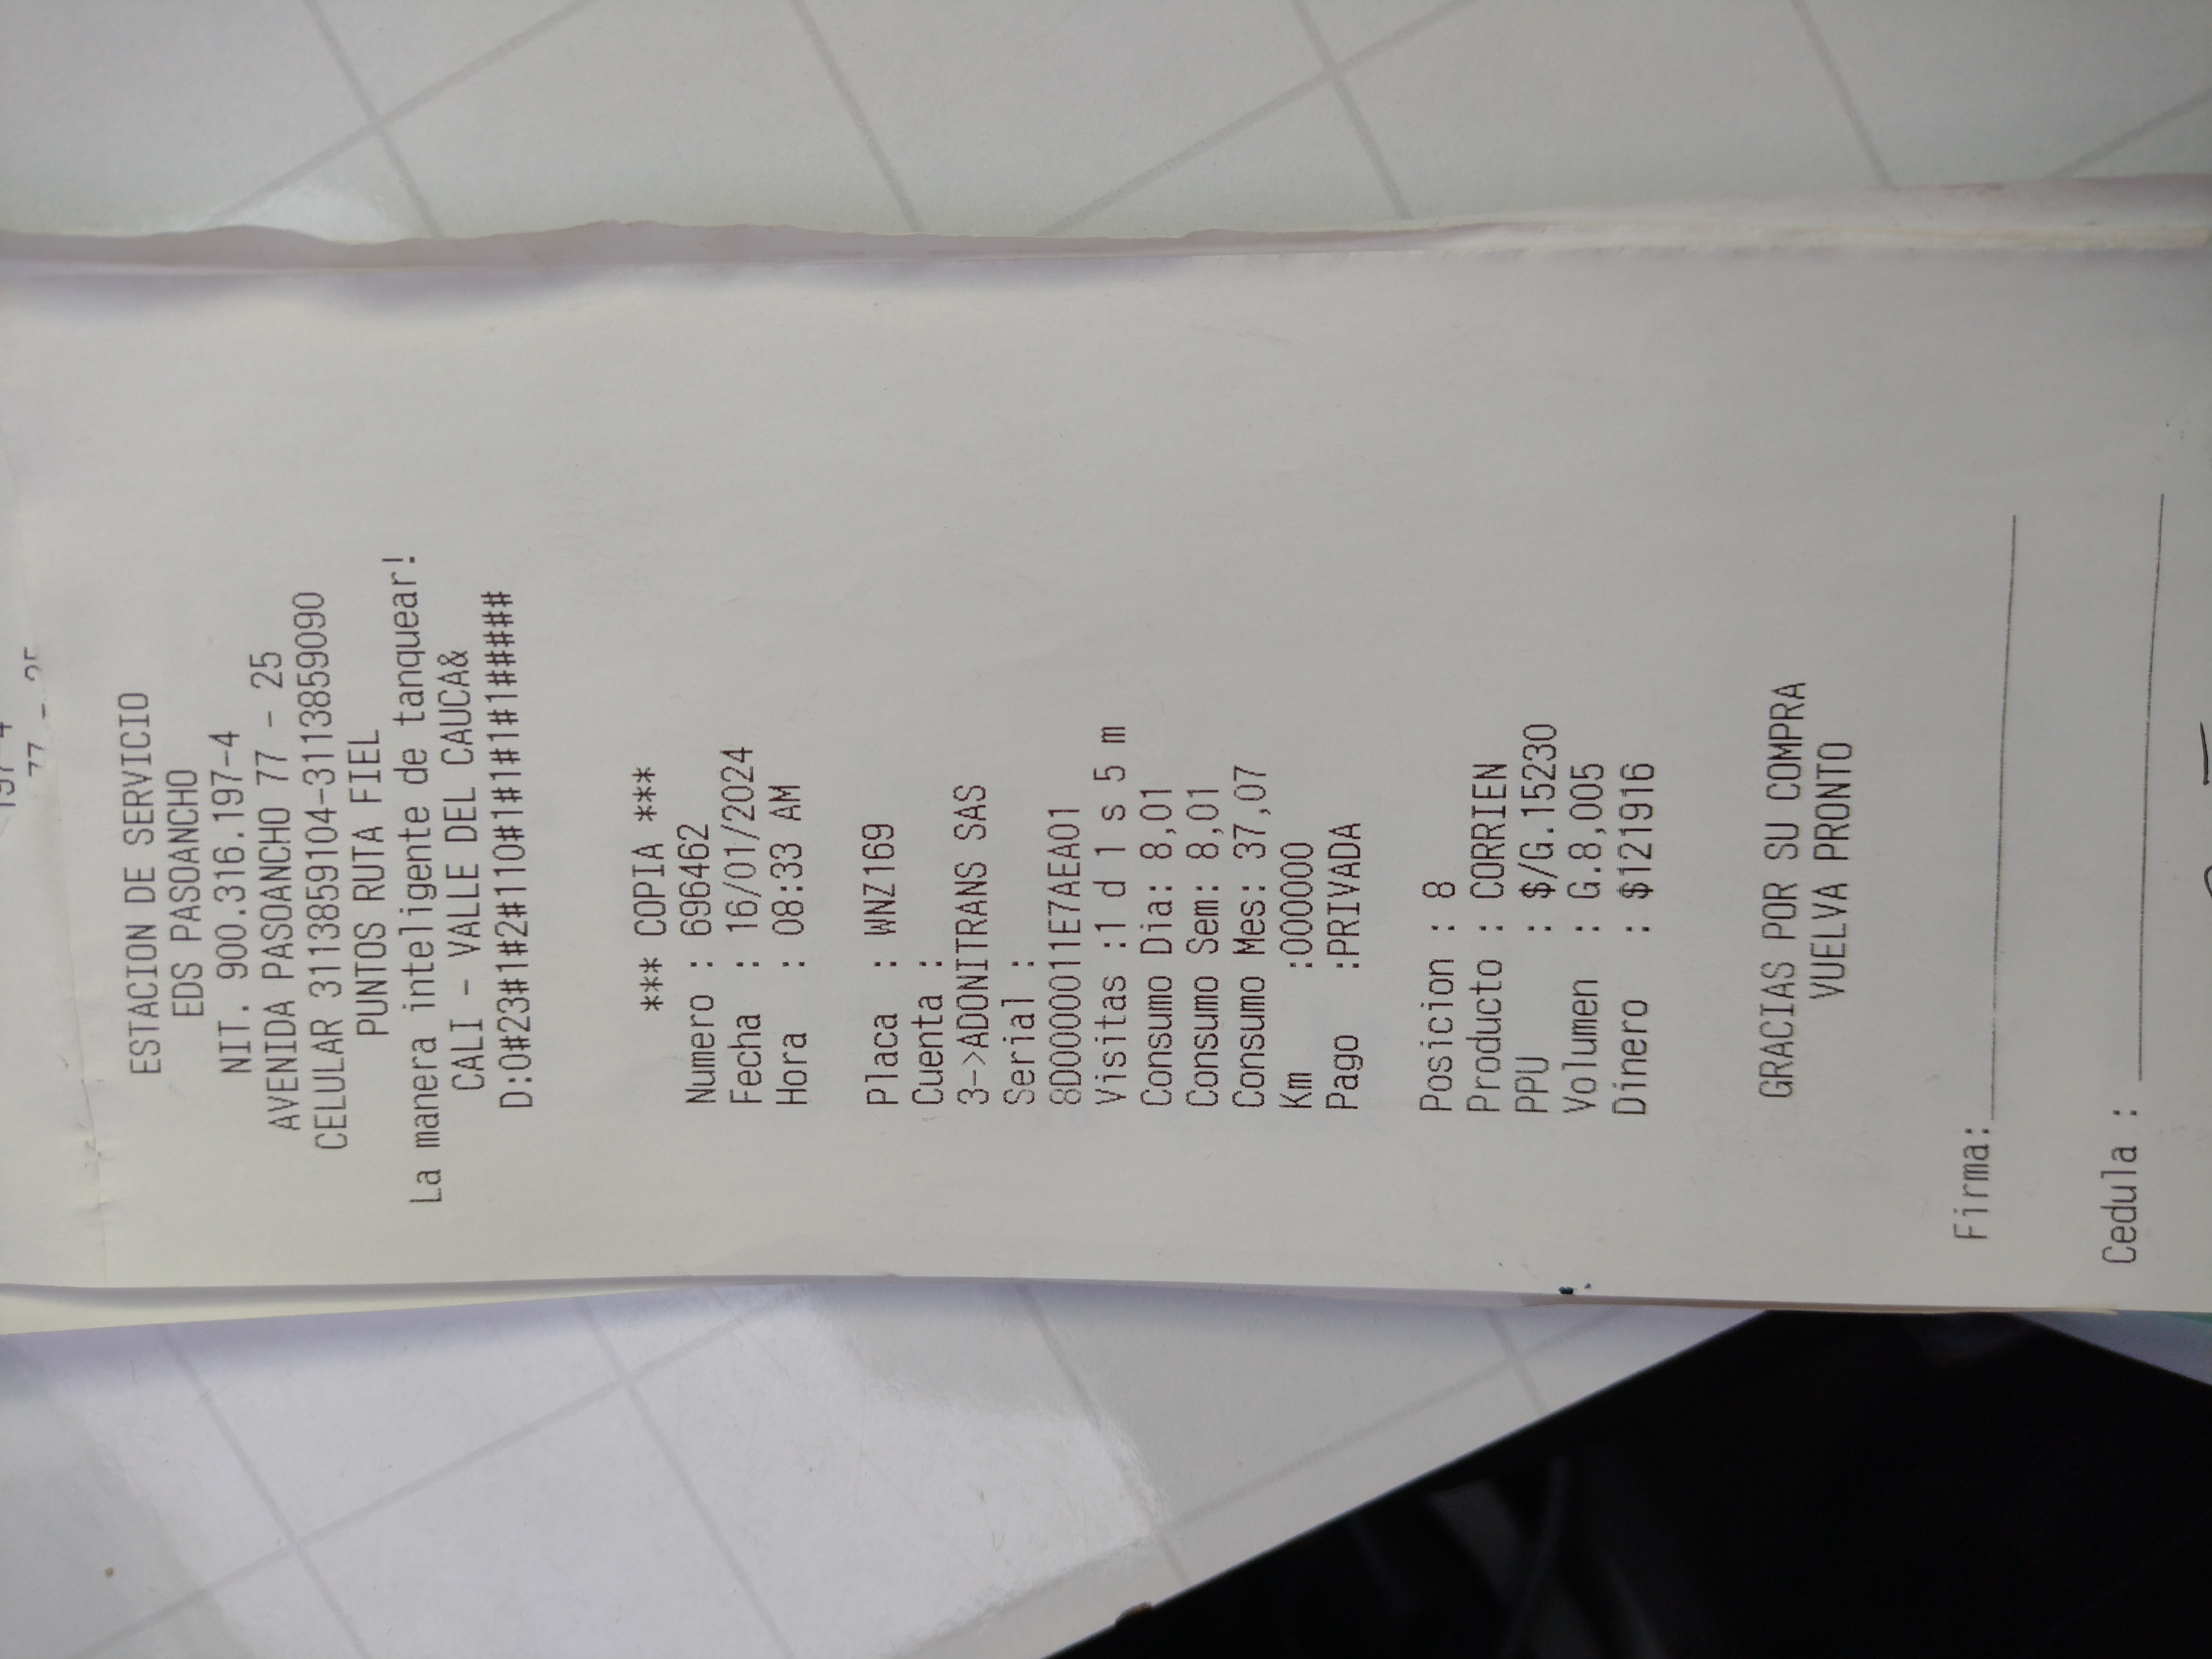 197-4
ESTACION DE SERVICIO
EDS PASOANCHO
NIT. 900.316.197-4
AVENIDA PASOANCHO 77 - 25
CELULAR 3113859104-3113859090
PUNTOS RUTA FIEL
La manera inteligente de tanquear!
CALI - VALLE DEL CAUCA&
D:0#23#1#2#110#1#1#1#1#1#####
*** COPIA ***
Numero : 696462
Fecha : 16/01/2024
Hora : 08:33 AM
Placa : WNZ169
Cuenta :
3->ADONITRANS SAS
Serial :
8D0000011E7AEA01
Visitas :1 d 1 s 5 m
Consumo Dia: 8,01
Consumo Sem: 8,01
Consumo Mes: 37,07
Km :000000
Pago :PRIVADA
Posicion : 8
Producto : CORRIEN
PPU : $/G.15230
Volumen : G.8,005
Dinero : $121916
GRACIAS POR SU COMPRA
VUELVA PRONTO
Firma:
Cedula :